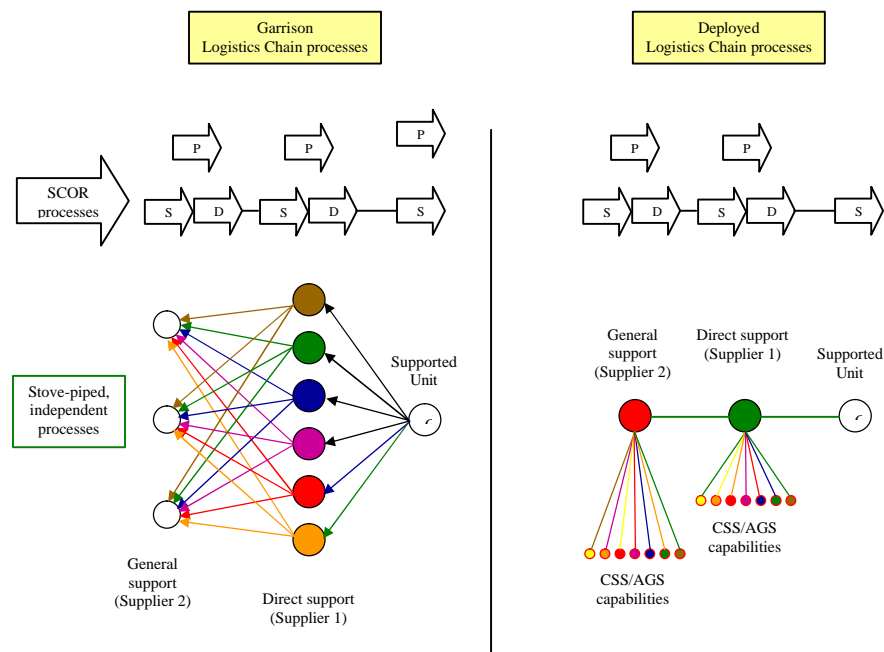 Garrison
Logistics Chain processes
Deployed
Logistics Chain processes
P
P
P
P
P
SCOR
processes
S
D
S
D
S
S
D
S
D
S
General
support
(Supplier 2)
Direct support
(Supplier 1)
Supported
Unit
Supported
Unit
Stove-piped,
independent
processes
CSS/AGS
capabilities
CSS/AGS
capabilities
General
support
(Supplier 2)
Direct support
(Supplier 1)